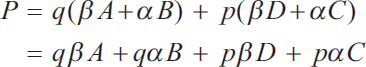 P = q(βA+αB) + p(βD+αC)
= qβA +qαB + pβD + pαC